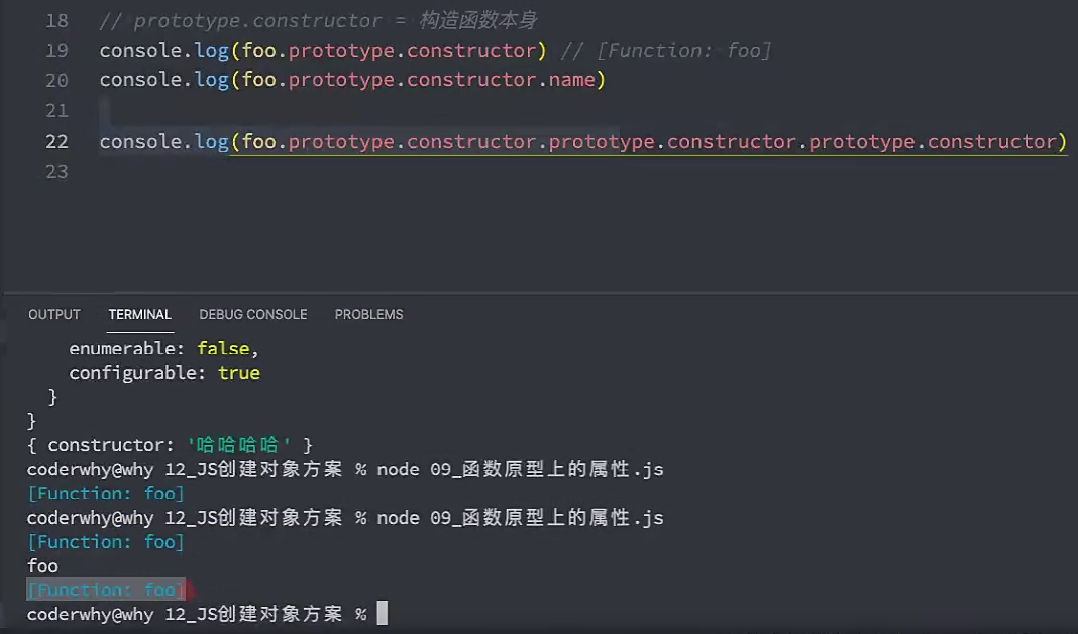 18 // prototype.constructor = 构造函数本身
19 console.log(foo.prototype.constructor) // [Function: foo]
20 console.log(foo.prototype.constructor.name)
21
22 console.log(foo.prototype.constructor.prototype.constructor.prototype.constructor)
23
OUTPUT TERMINAL DEBUG CONSOLE PROBLEMS
enumerable: false,
configurable: true
}
}
{ constructor: '哈哈哈哈' }
coderwhy@why 12_JS创建对象方案 % node 09_函数原型上的属性.js
[Function: foo]
coderwhy@why 12_JS创建对象方案 % node 09_函数原型上的属性.js
[Function: foo]
foo
[Function: foo]
coderwhy@why 12_JS创建对象方案 %